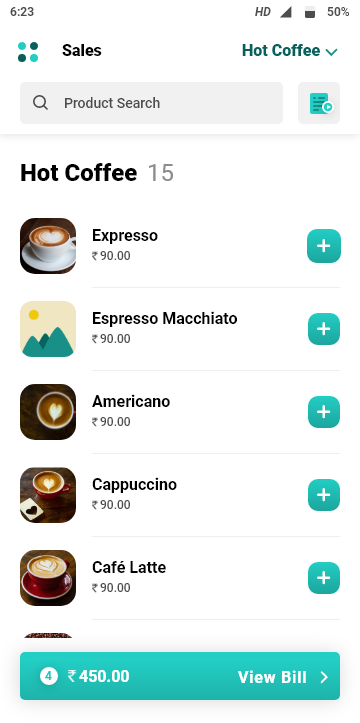 6:23 HD 50%
Sales Hot Coffee
Product Search
Hot Coffee 15
Expresso
₹ 90.00
Espresso Macchiato
₹ 90.00
Americano
₹ 90.00
Cappuccino
₹ 90.00
Café Latte
₹ 90.00
4 ₹ 450.00 View Bill